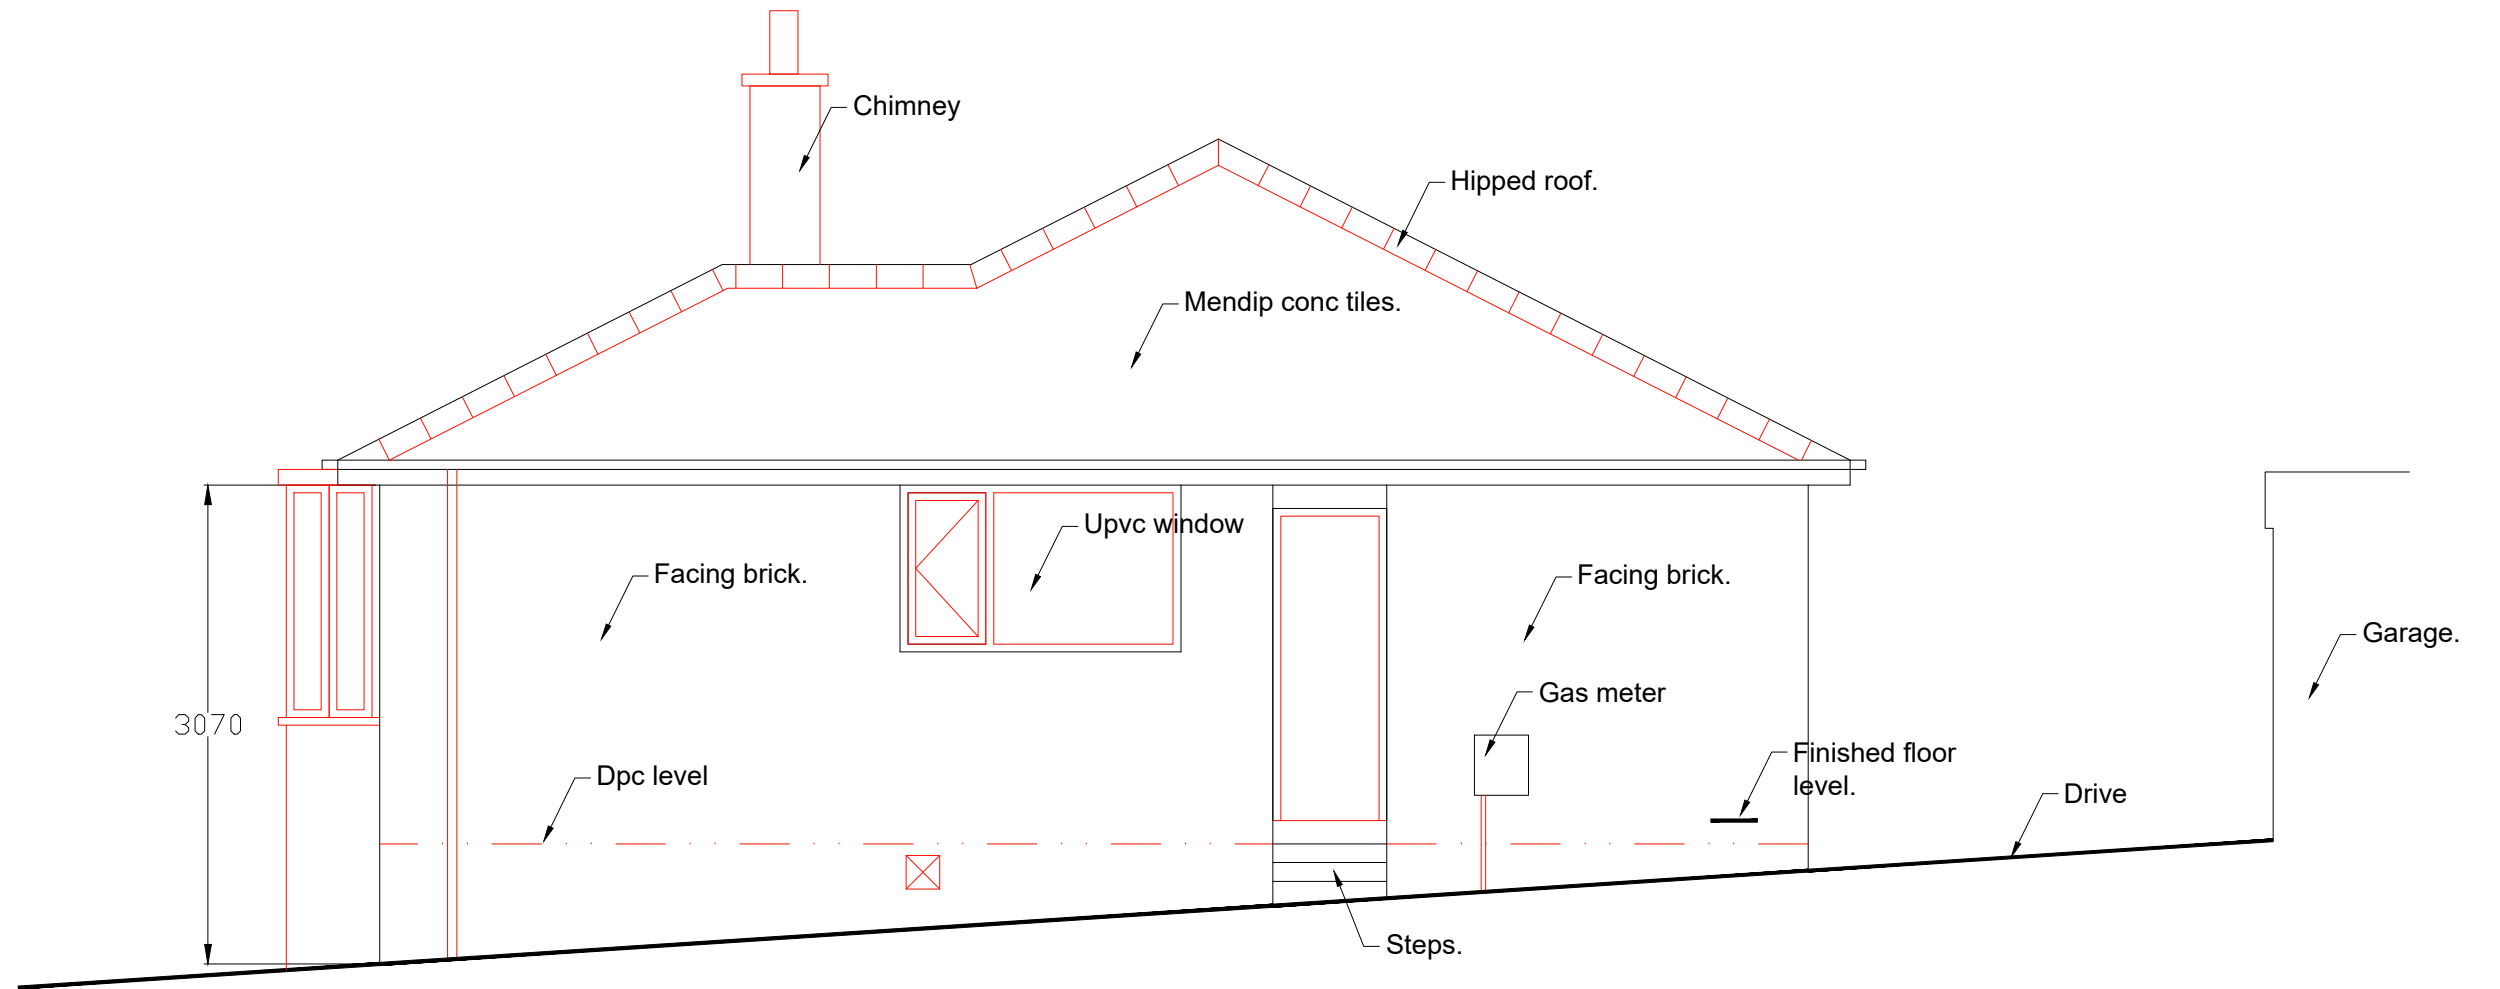 Chimney
Hipped roof.
Mendip conc tiles.
Upvc window
Facing brick.
Facing brick.
Garage.
Gas meter
3070
Finished floor
level.
Dpc level
Drive
Steps.